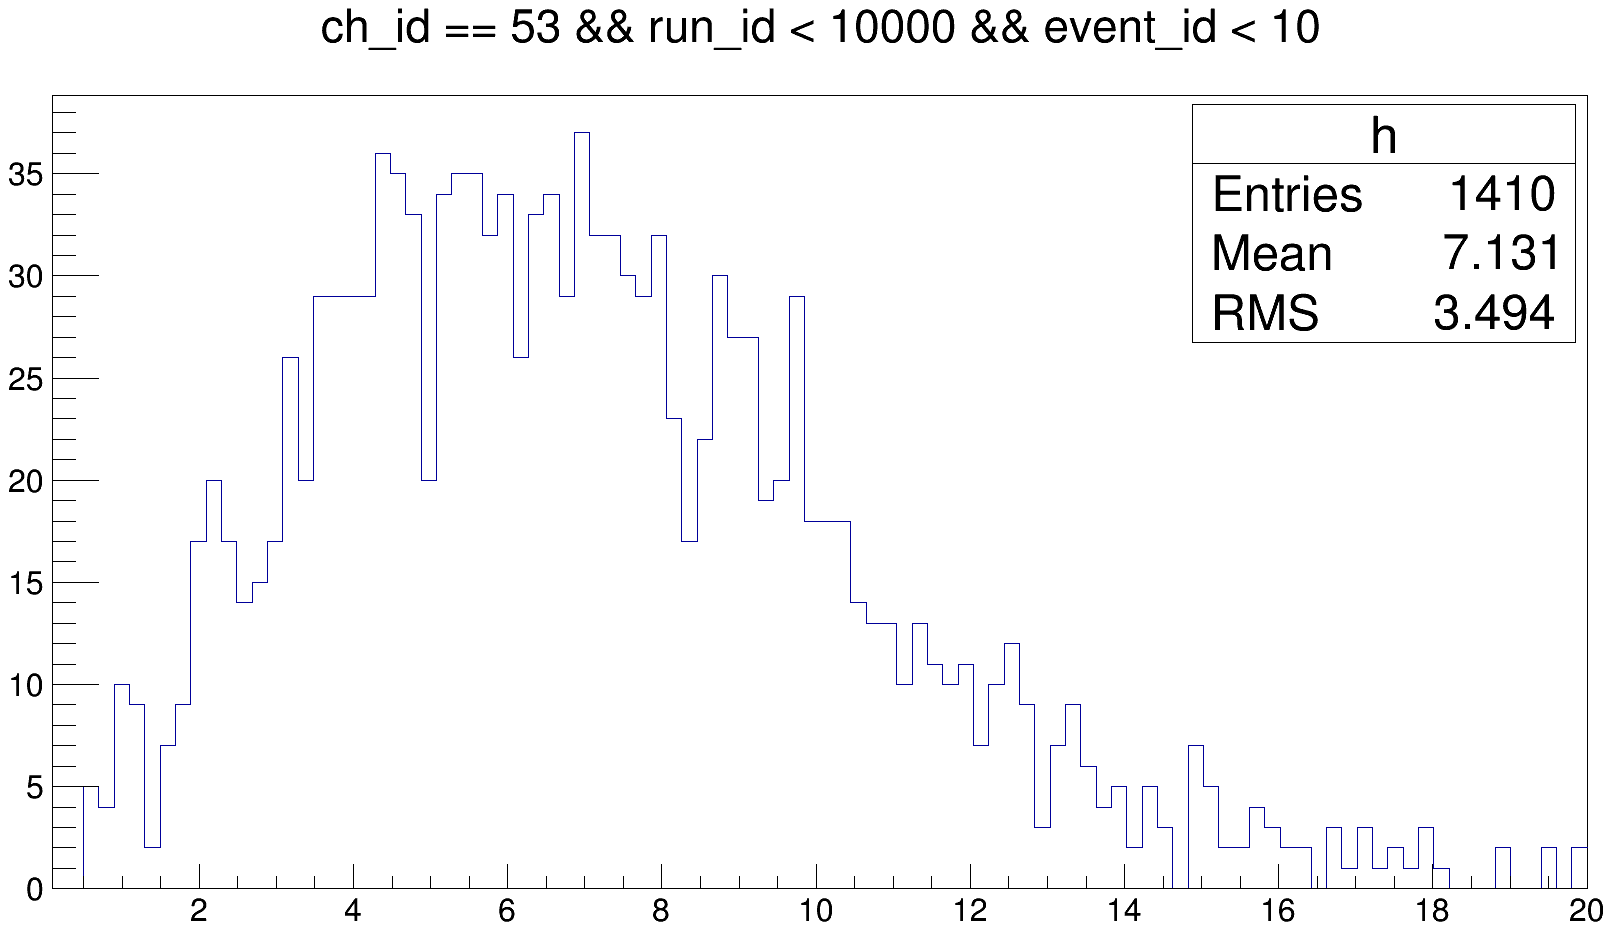 ch_id == 53 && run_id < 10000 && event_id < 10
h
Entries 1410
Mean 7.131
RMS 3.494
35
30
25
20
15
10
5
0
2 4 6 8 10 12 14 16 18 20